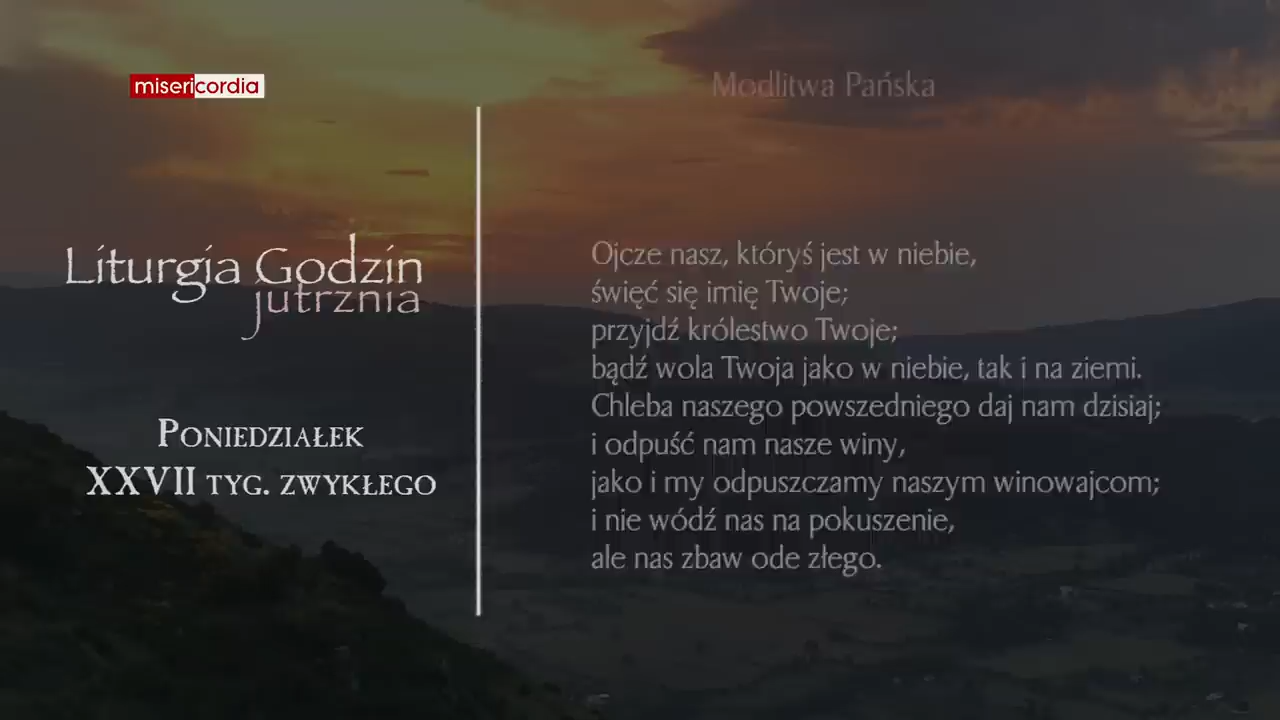 misericordia
Liturgia Godzin
jutrznia
Poniedziałek
XXVII tyg. zwykłego
Modlitwa Pańska
Ojcze nasz, któryś jest w niebie,
święć się imię Twoje;
przyjdź królestwo Twoje;
bądź wola Twoja jako w niebie, tak i na ziemi.
Chleba naszego powszedniego daj nam dzisiaj;
i odpuść nam nasze winy,
jako i my odpuszczamy naszym winowajcom;
i nie wódź nas na pokuszenie,
ale nas zbaw ode złego.